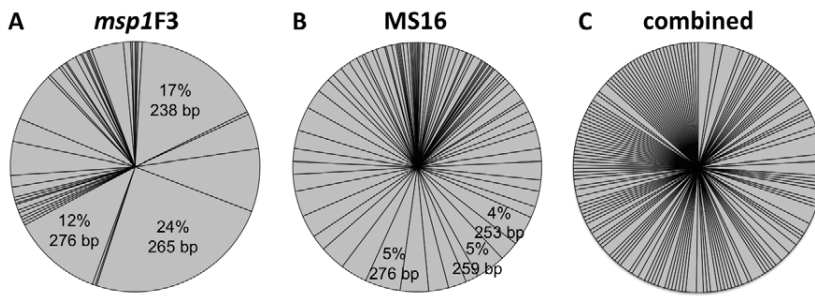 A msp1F3 B MS16 C combined
17%
238 bp
12%
276 bp
24%
265 bp
5%
276 bp
4%
253 bp
5%
259 bp